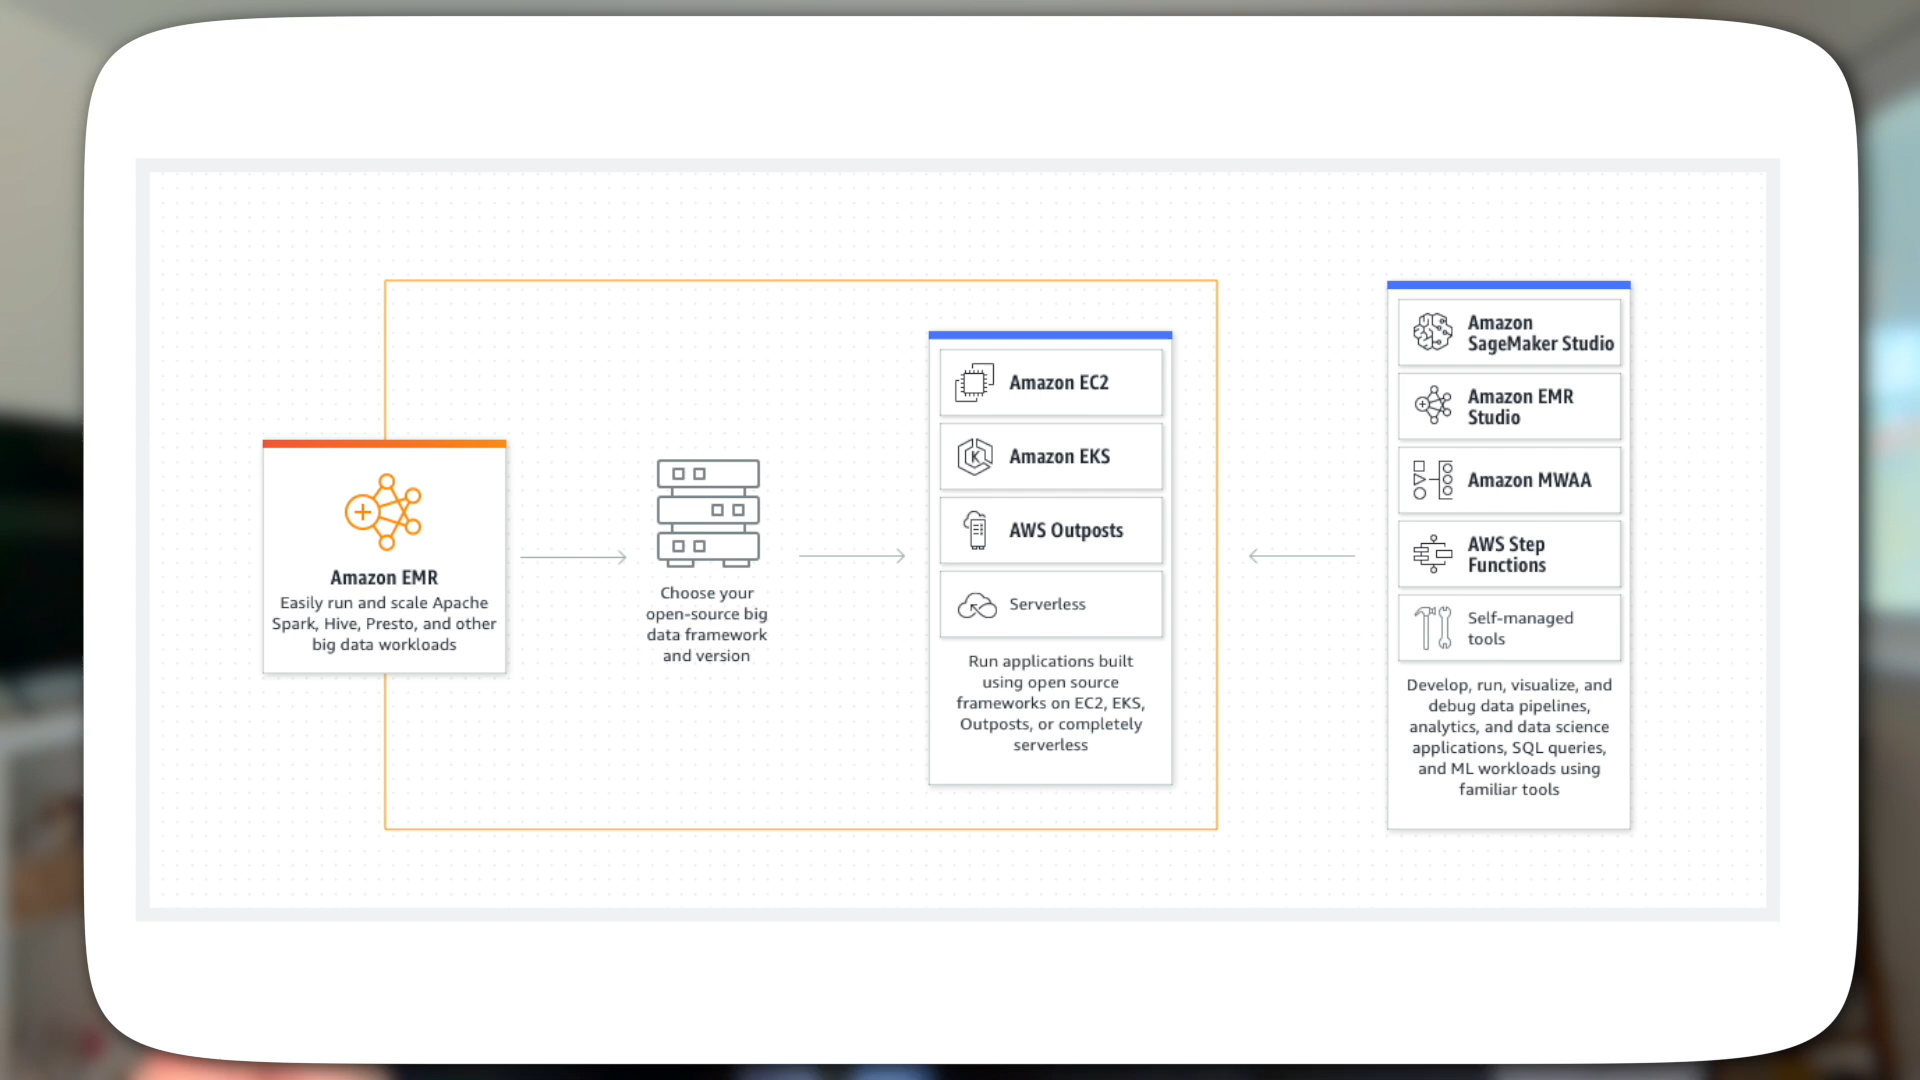 Amazon EMR
Easily run and scale Apache
Spark, Hive, Presto, and other
big data workloads
Choose your
open-source big
data framework
and version
Amazon EC2
Amazon EKS
AWS Outposts
Serverless
Run applications built
using open source
frameworks on EC2, EKS,
Outposts, or completely
serverless
Amazon
SageMaker Studio
Amazon EMR
Studio
Amazon MWAA
AWS Step
Functions
Self-managed
tools
Develop, run, visualize, and
debug data pipelines,
analytics, and data science
applications, SQL queries,
and ML workloads using
familiar tools